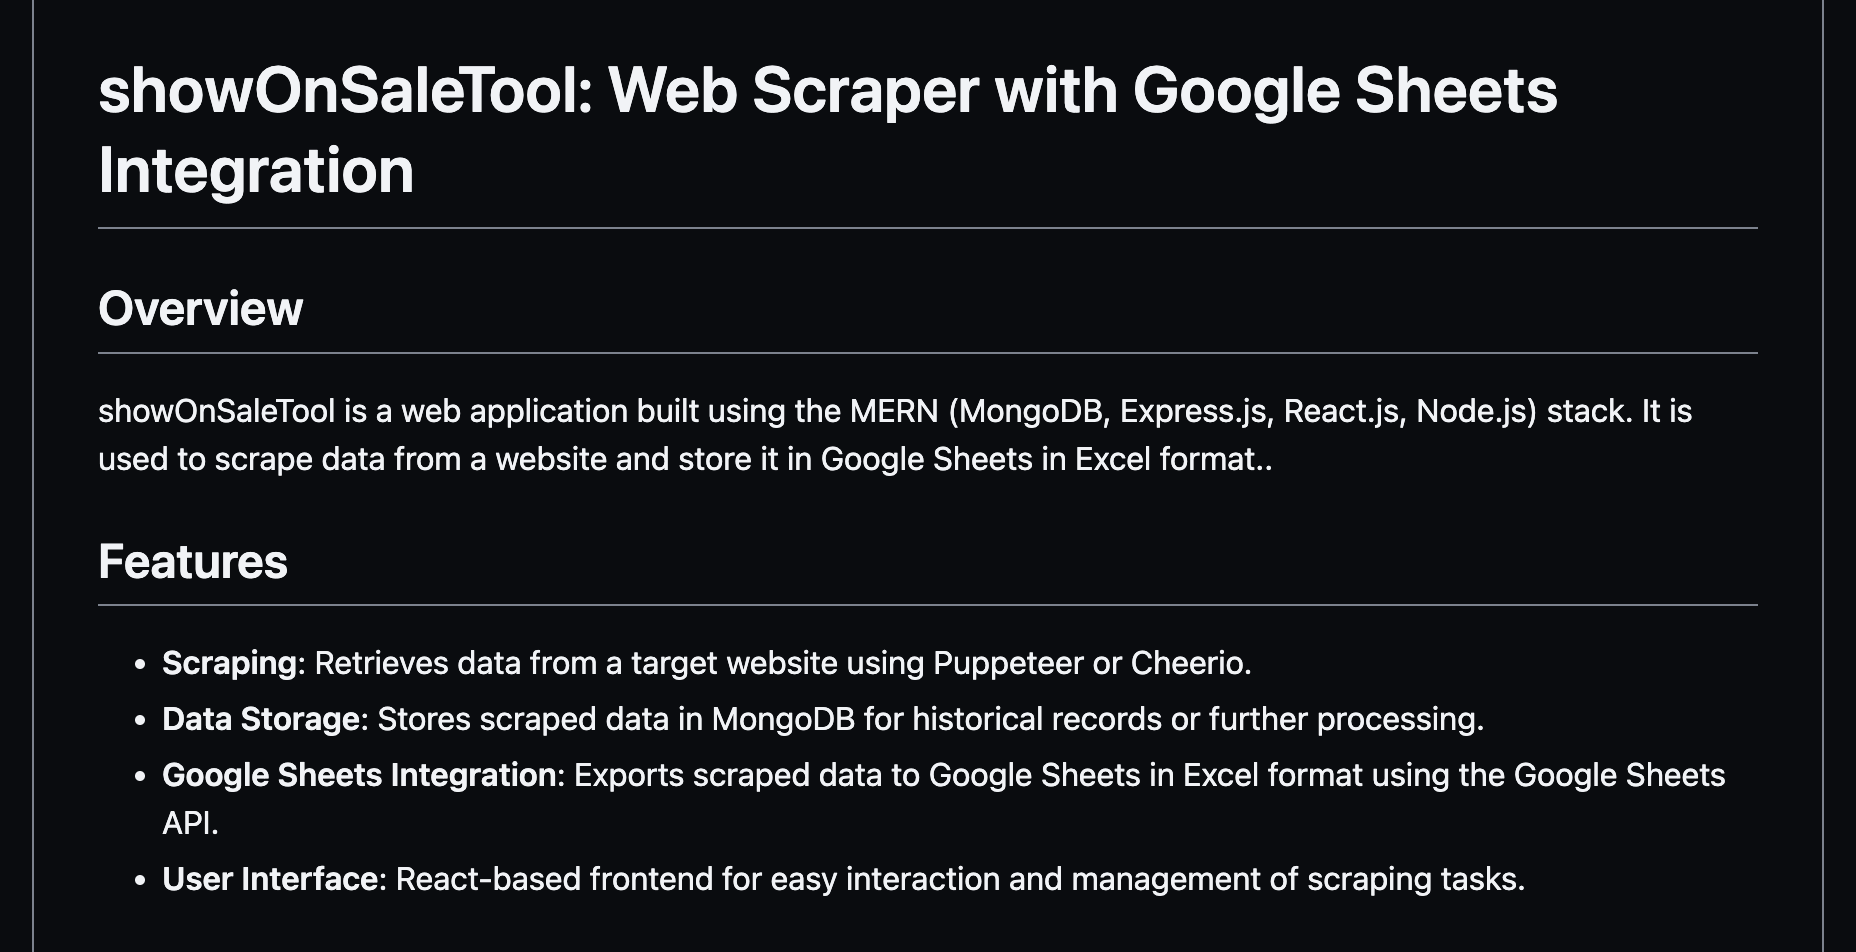 showOnSaleTool: Web Scraper with Google Sheets
Integration
Overview
showOnSaleTool is a web application built using the MERN (MongoDB, Express.js, React.js, Node.js) stack. It is
used to scrape data from a website and store it in Google Sheets in Excel format..
Features
• Scraping: Retrieves data from a target website using Puppeteer or Cheerio.
• Data Storage: Stores scraped data in MongoDB for historical records or further processing.
• Google Sheets Integration: Exports scraped data to Google Sheets in Excel format using the Google Sheets
API.
• User Interface: React-based frontend for easy interaction and management of scraping tasks.